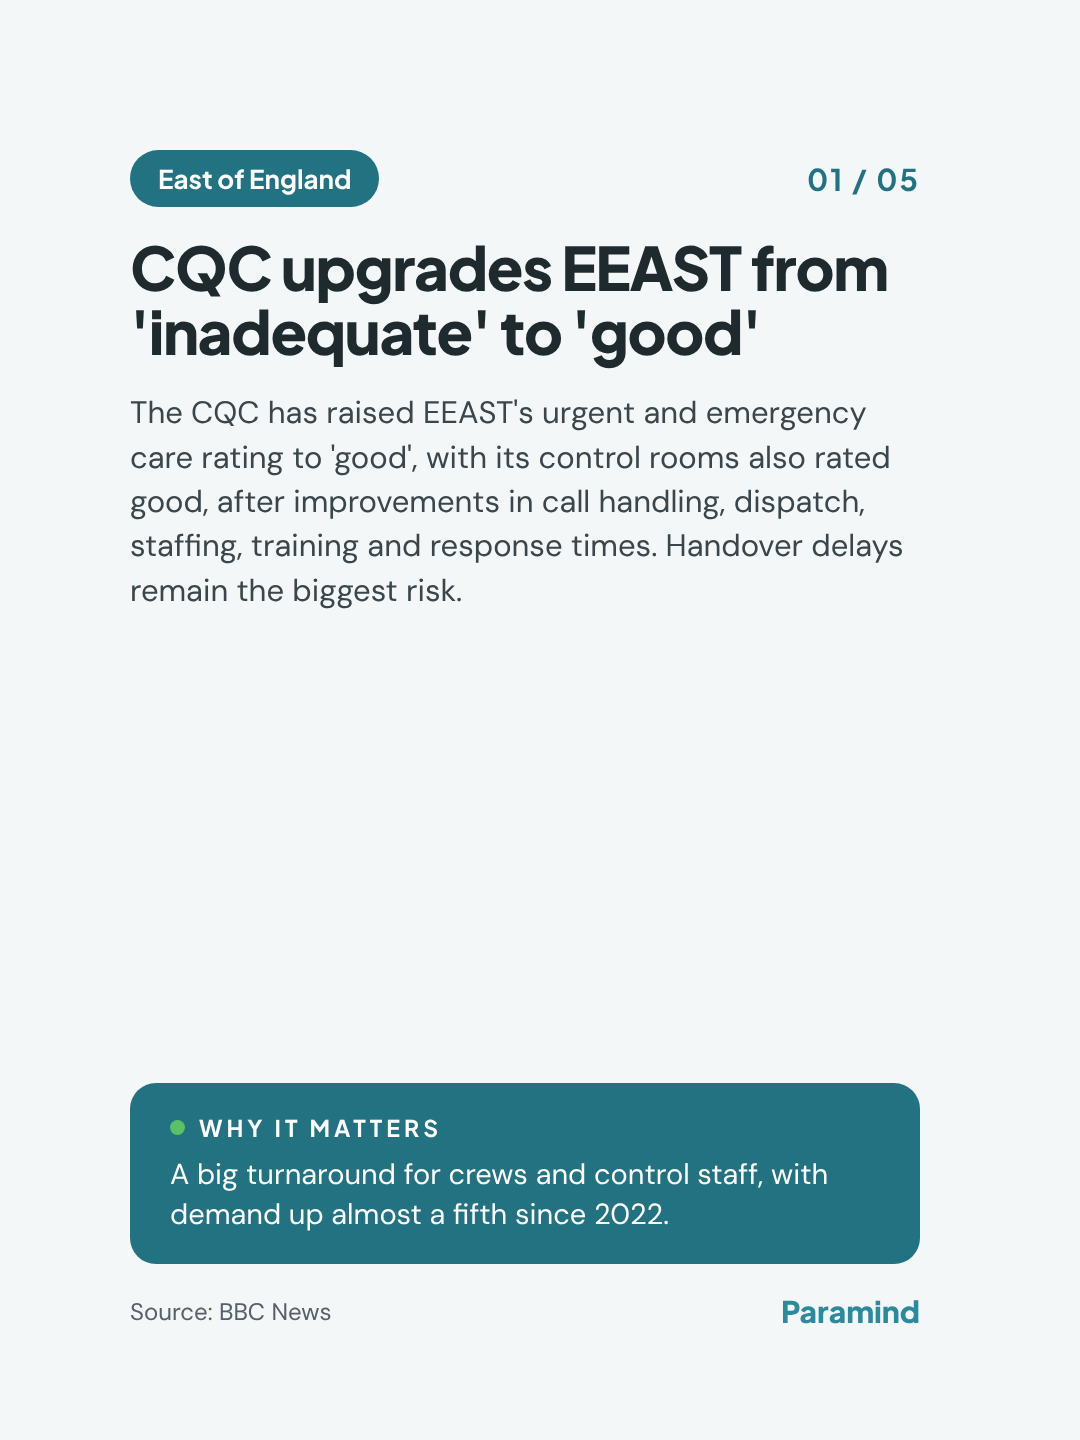 East of England
01 / 05
CQC upgrades EEAST from
'inadequate' to 'good'
The CQC has raised EEAST's urgent and emergency
care rating to 'good', with its control rooms also rated
good, after improvements in call handling, dispatch,
staffing, training and response times. Handover delays
remain the biggest risk.
WHY IT MATTERS
A big turnaround for crews and control staff, with
demand up almost a fifth since 2022.
Source: BBC News
Paramind